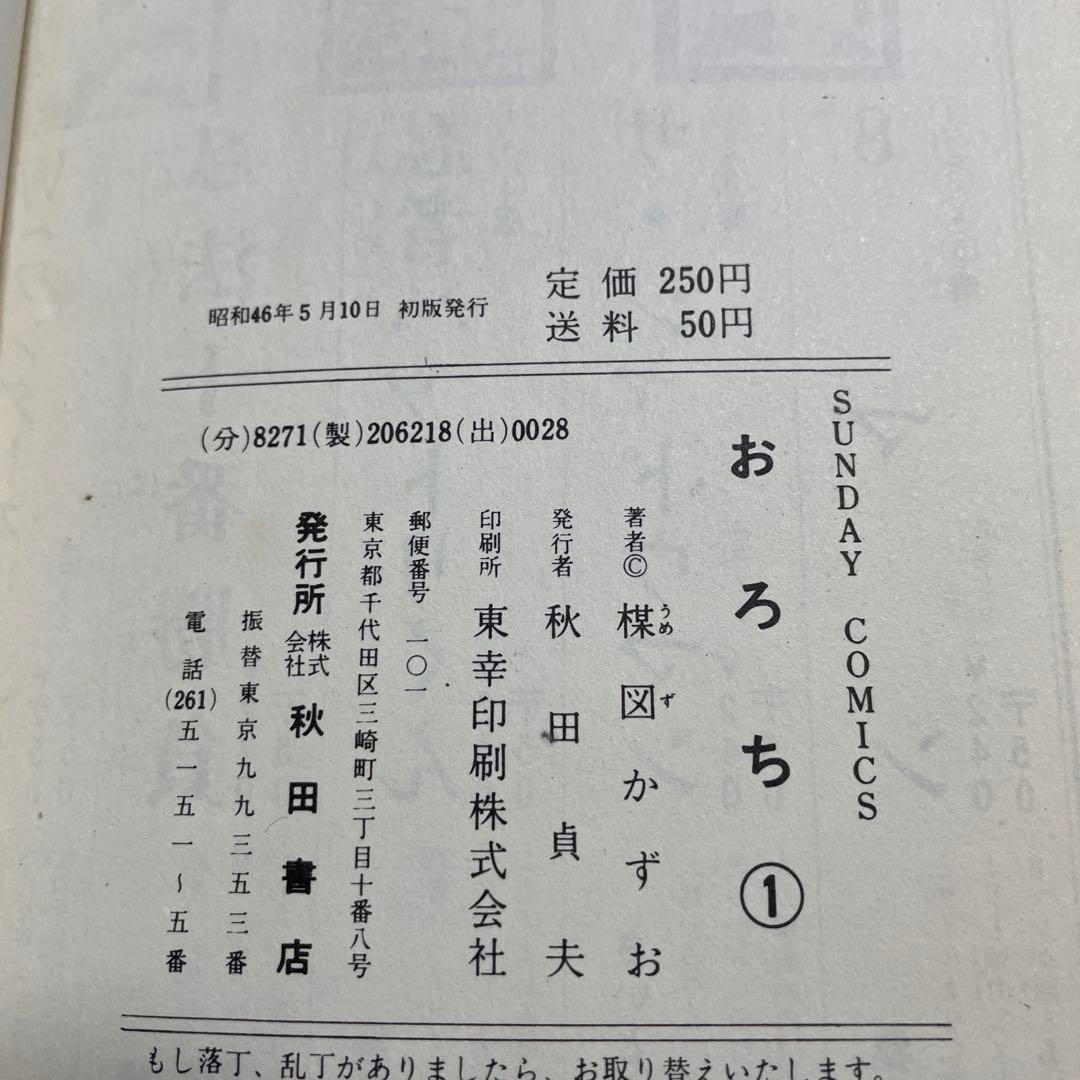 定価 250円
送料 50円
昭和46年5月10日 初版発行
(分)8271(製)206218(出)0028
SUNDAY COMICS
おろち①
著者© 楳図かずお
うめ ず
発行者 秋田貞夫
印刷所 東幸印刷株式会社
郵便番号 一〇一
東京都千代田区三崎町三丁目十番八号
発行所 株式会社 秋田書店
振替東京九九三五三番
電話(261)五一五一~五番
もし落丁、乱丁がありましたら、お取り替えいたします。